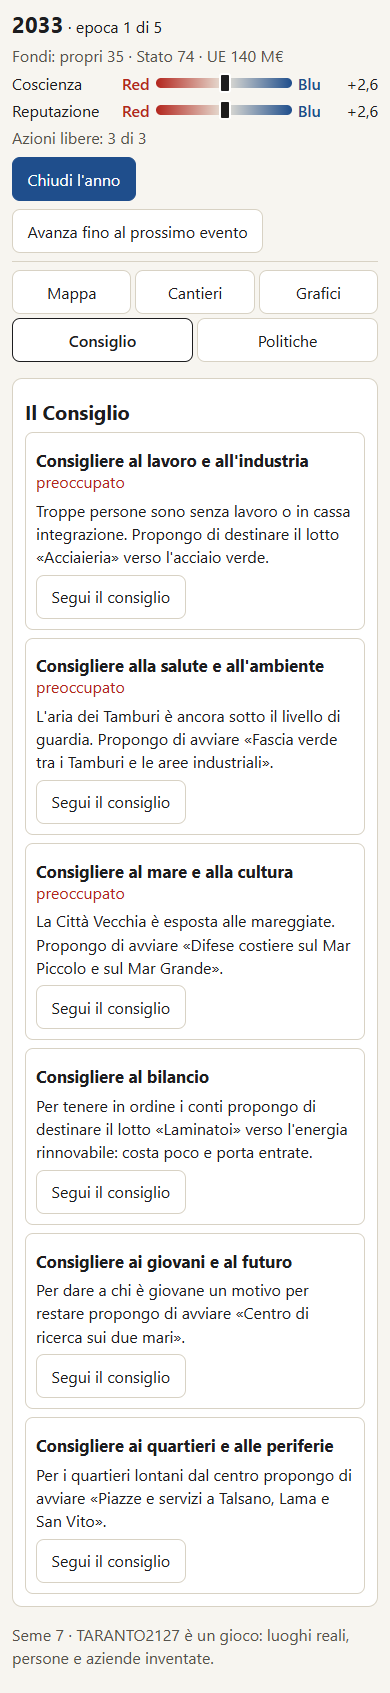 2033 · epoca 1 di 5
Fondi: propri 35 · Stato 74 · UE 140 M€
Coscienza Red Blu +2,6
Reputazione Red Blu +2,6
Azioni libere: 3 di 3
Chiudi l'anno
Avanza fino al prossimo evento
Mappa Cantieri Grafici
Consiglio Politiche
Il Consiglio
Consigliere al lavoro e all'industria
preoccupato
Troppe persone sono senza lavoro o in cassa
integrazione. Propongo di destinare il lotto
«Acciaieria» verso l'acciaio verde.
Segui il consiglio
Consigliere alla salute e all'ambiente
preoccupato
L'aria dei Tamburi è ancora sotto il livello di
guardia. Propongo di avviare «Fascia verde
tra i Tamburi e le aree industriali».
Segui il consiglio
Consigliere al mare e alla cultura
preoccupato
La Città Vecchia è esposta alle mareggiate.
Propongo di avviare «Difese costiere sul Mar
Piccolo e sul Mar Grande».
Segui il consiglio
Consigliere al bilancio
Per tenere in ordine i conti propongo di
destinare il lotto «Laminatoi» verso l'energia
rinnovabile: costa poco e porta entrate.
Segui il consiglio
Consigliere ai giovani e al futuro
Per dare a chi è giovane un motivo per
restare propongo di avviare «Centro di
ricerca sui due mari».
Segui il consiglio
Consigliere ai quartieri e alle periferie
Per i quartieri lontani dal centro propongo di
avviare «Piazze e servizi a Talsano, Lama e
San Vito».
Segui il consiglio
Seme 7 · TARANTO2127 è un gioco: luoghi reali,
persone e aziende inventate.